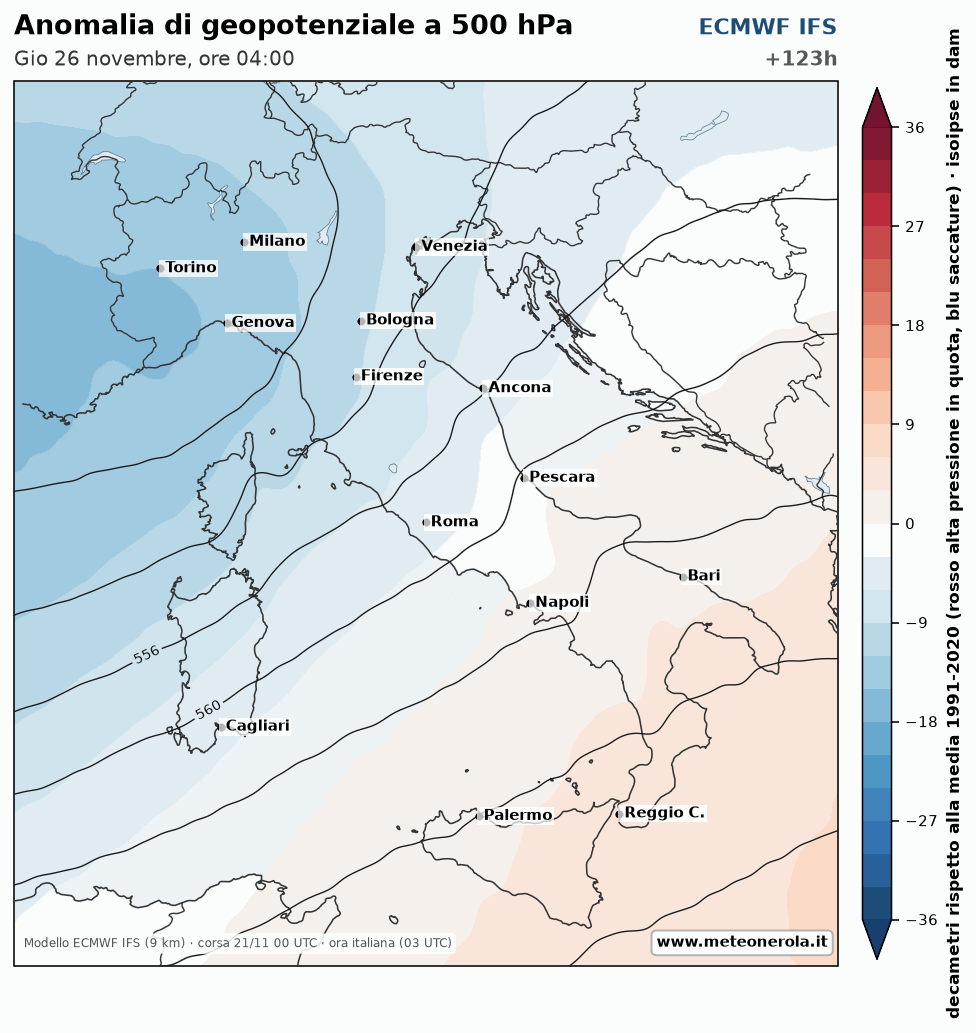 Anomalia di geopotenziale a 500 hPa
ECMWF IFS
Gio 26 novembre, ore 04:00
+123h
Milano
Venezia
Torino
Genova
Bologna
Firenze
Ancona
Pescara
Roma
Bari
Napoli
556
560
Cagliari
Palermo
Reggio C.
Modello ECMWF IFS (9 km) · corsa 21/11 00 UTC · ora italiana (03 UTC)
www.meteonerola.it
36
27
18
9
0
−9
−18
−27
−36
decametri rispetto alla media 1991-2020 (rosso alta pressione in quota, blu saccature) · isoipse in dam